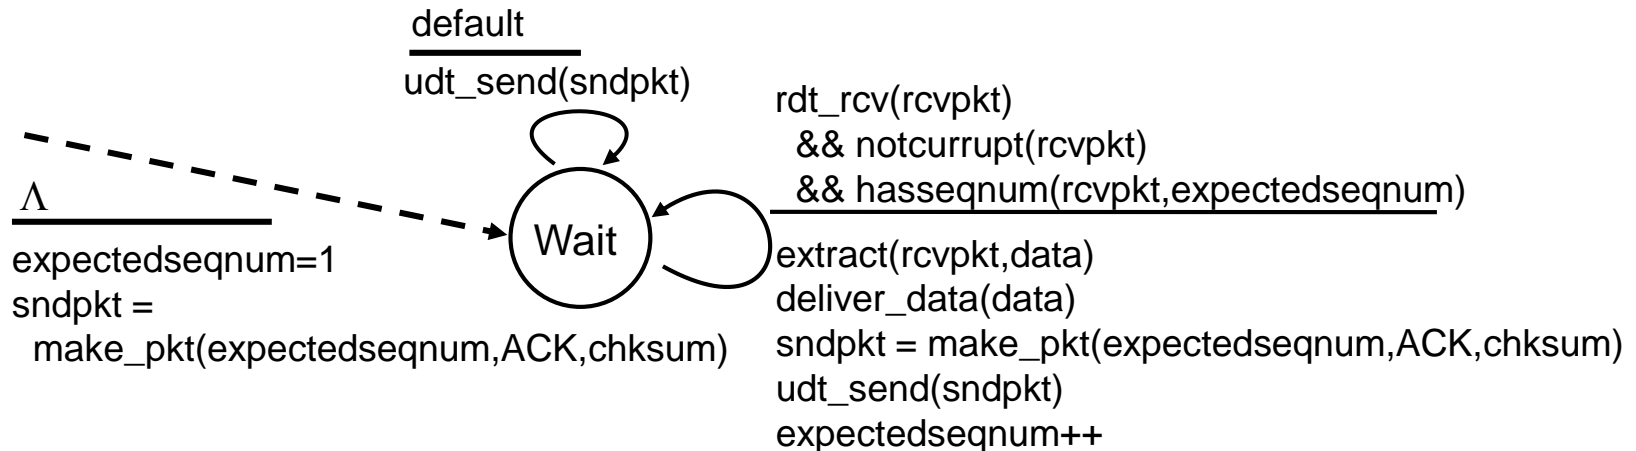 default
udt_send(sndpkt)
rdt_rcv(rcvpkt)
&& notcurrupt(rcvpkt)
&& hasseqnum(rcvpkt,expectedseqnum)
Λ
expectedseqnum=1
sndpkt =
make_pkt(expectedseqnum,ACK,chksum)
Wait
extract(rcvpkt,data)
deliver_data(data)
sndpkt = make_pkt(expectedseqnum,ACK,chksum)
udt_send(sndpkt)
expectedseqnum++